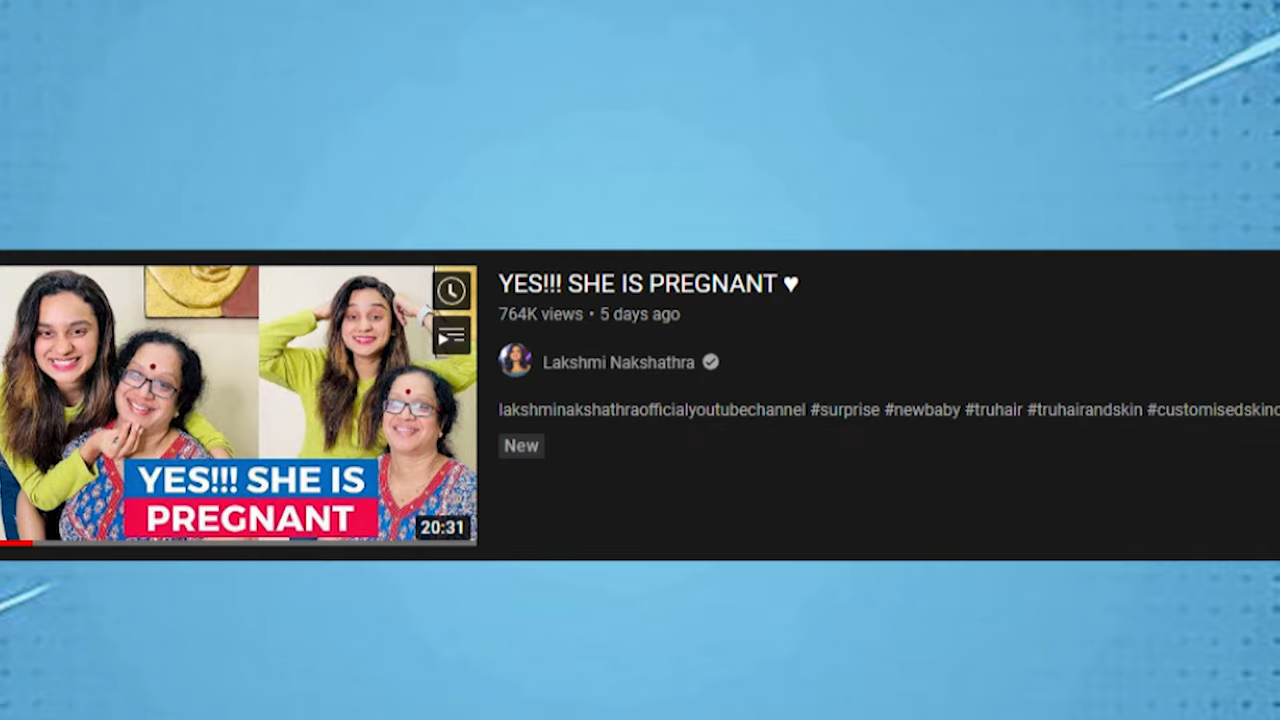 YES!!! SHE IS
PREGNANT
20:31
YES!!! SHE IS PREGNANT ♥
764K views • 5 days ago
Lakshmi Nakshathra
lakshminakshathraofficialyoutubechannel #surprise #newbaby #truhair #truhairandskin #customisedskinc
New